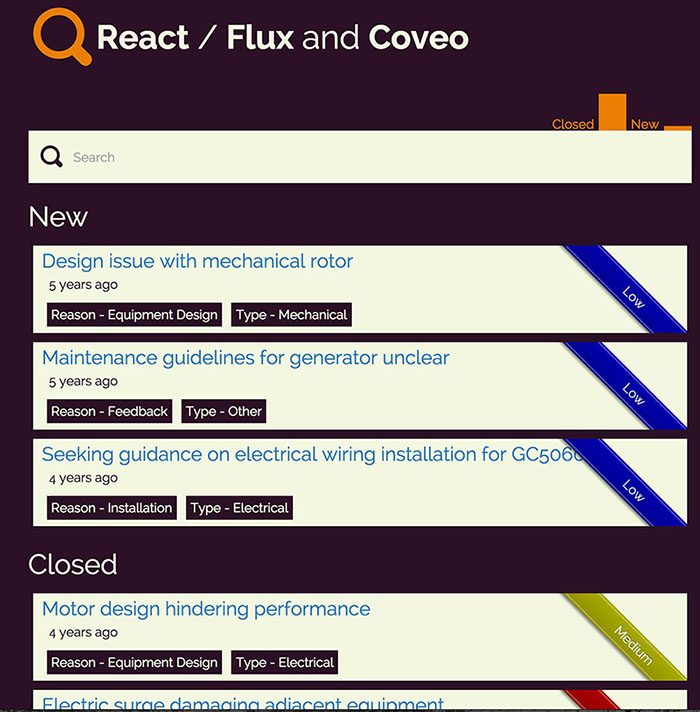 React / Flux and Coveo
Closed New
Search
New
Design issue with mechanical rotor
5 years ago
Low
Reason - Equipment Design Type - Mechanical
Maintenance guidelines for generator unclear
5 years ago
Low
Reason - Feedback Type - Other
Seeking guidance on electrical wiring installation for GC5060
4 years ago
Low
Reason - Installation Type - Electrical
Closed
Motor design hindering performance
4 years ago
Medium
Reason - Equipment Design Type - Electrical
Electric surge damaging adjacent equipment